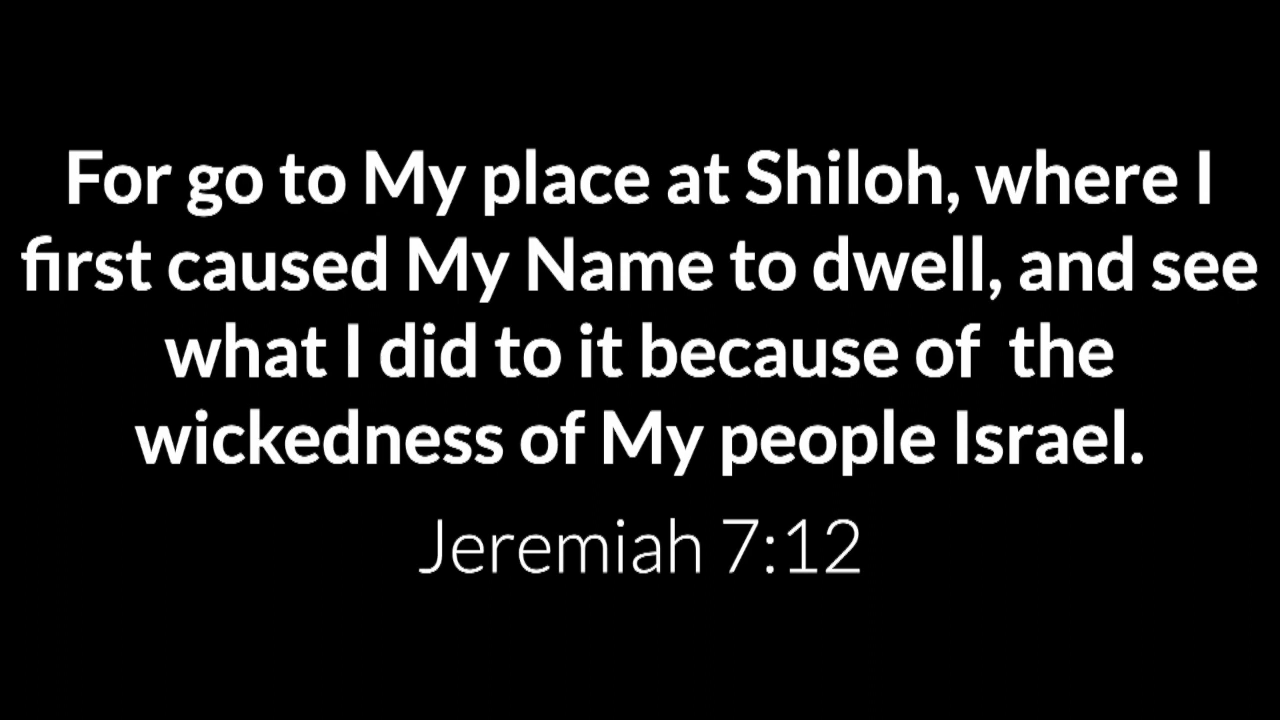 For go to My place at Shiloh, where I
first caused My Name to dwell, and see
what I did to it because of  the
wickedness of My people Israel.
Jeremiah 7:12